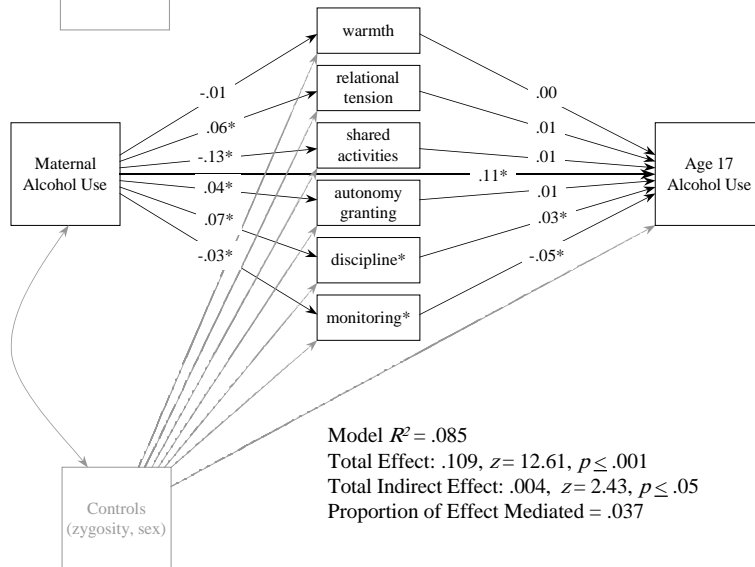 warmth
relational
tension
shared
activities
autonomy
granting
discipline*
monitoring*
Maternal
Alcohol Use
-.01
.06*
-.13*
.04*
.07*
-.03*
.11*
.00
.01
.01
.01
.03*
-.05*
Age 17
Alcohol Use
Controls
(zygosity, sex)
Model R² = .085
Total Effect: .109, z = 12.61, p ≤ .001
Total Indirect Effect: .004, z = 2.43, p ≤ .05
Proportion of Effect Mediated = .037